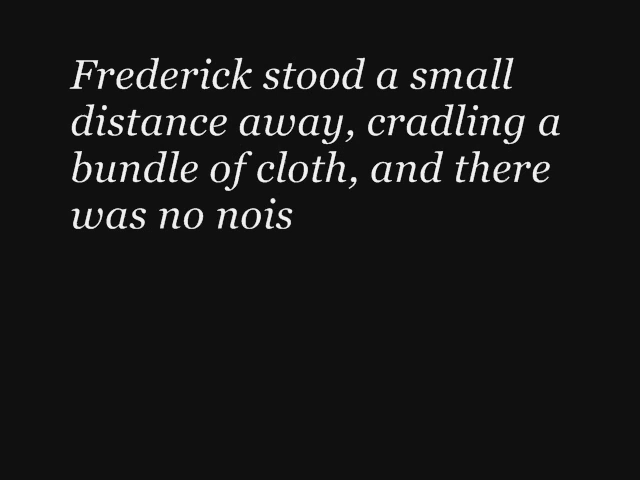 Frederick stood a small
distance away, cradling a
bundle of cloth, and there
was no nois